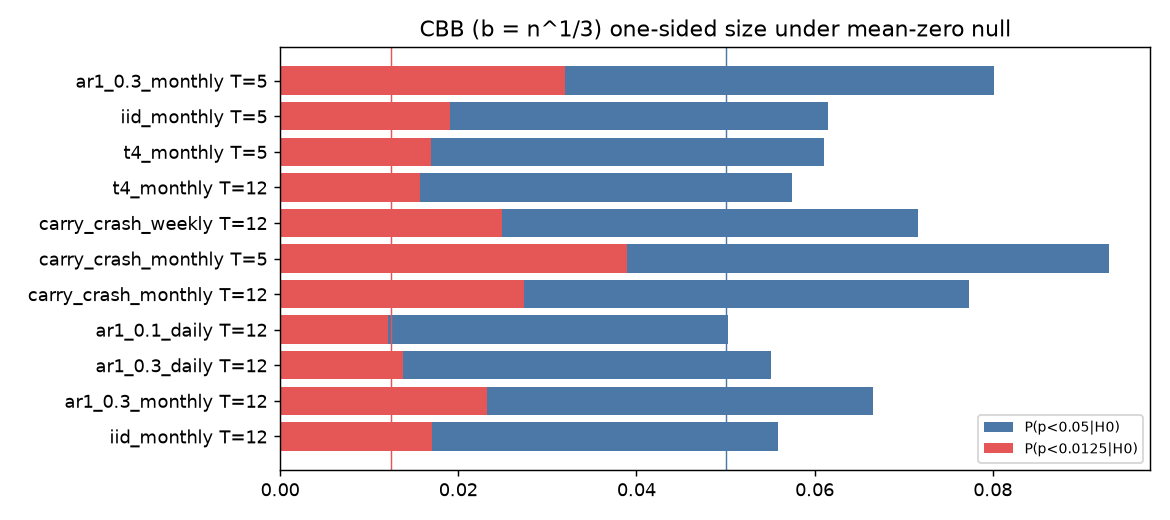 CBB (b = n^1/3) one-sided size under mean-zero null
ar1_0.3_monthly T=5
iid_monthly T=5
t4_monthly T=5
t4_monthly T=12
carry_crash_weekly T=12
carry_crash_monthly T=5
carry_crash_monthly T=12
ar1_0.1_daily T=12
ar1_0.3_daily T=12
ar1_0.3_monthly T=12
iid_monthly T=12
P(p<0.05|H0)
P(p<0.0125|H0)
0.00 0.02 0.04 0.06 0.08